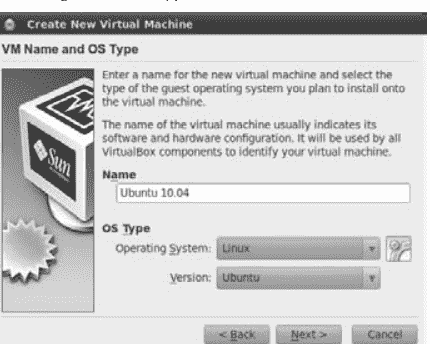 Create New Virtual Machine
VM Name and OS Type
Enter a name for the new virtual machine and select the
type of the guest operating system you plan to install onto
the virtual machine.
The name of the virtual machine usually indicates its
software and hardware configuration. It will be used by all
VirtualBox components to identify your virtual machine.
Sun
Name
Ubuntu 10.04
OS Type
Operating System: Linux
Version: Ubuntu
< Back Next > Cancel